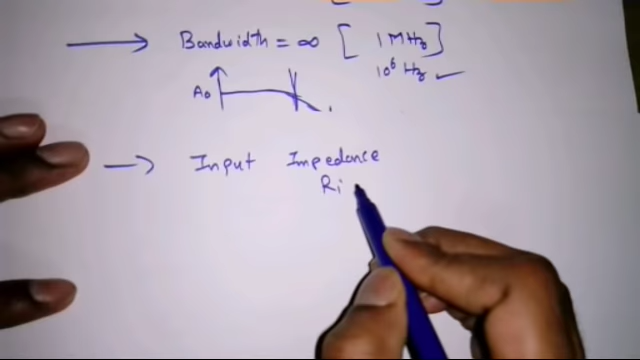 Bandwidth = ∞ [ 1 MHz ]
10⁶ Hz
A₀
Input Impedance
Ri